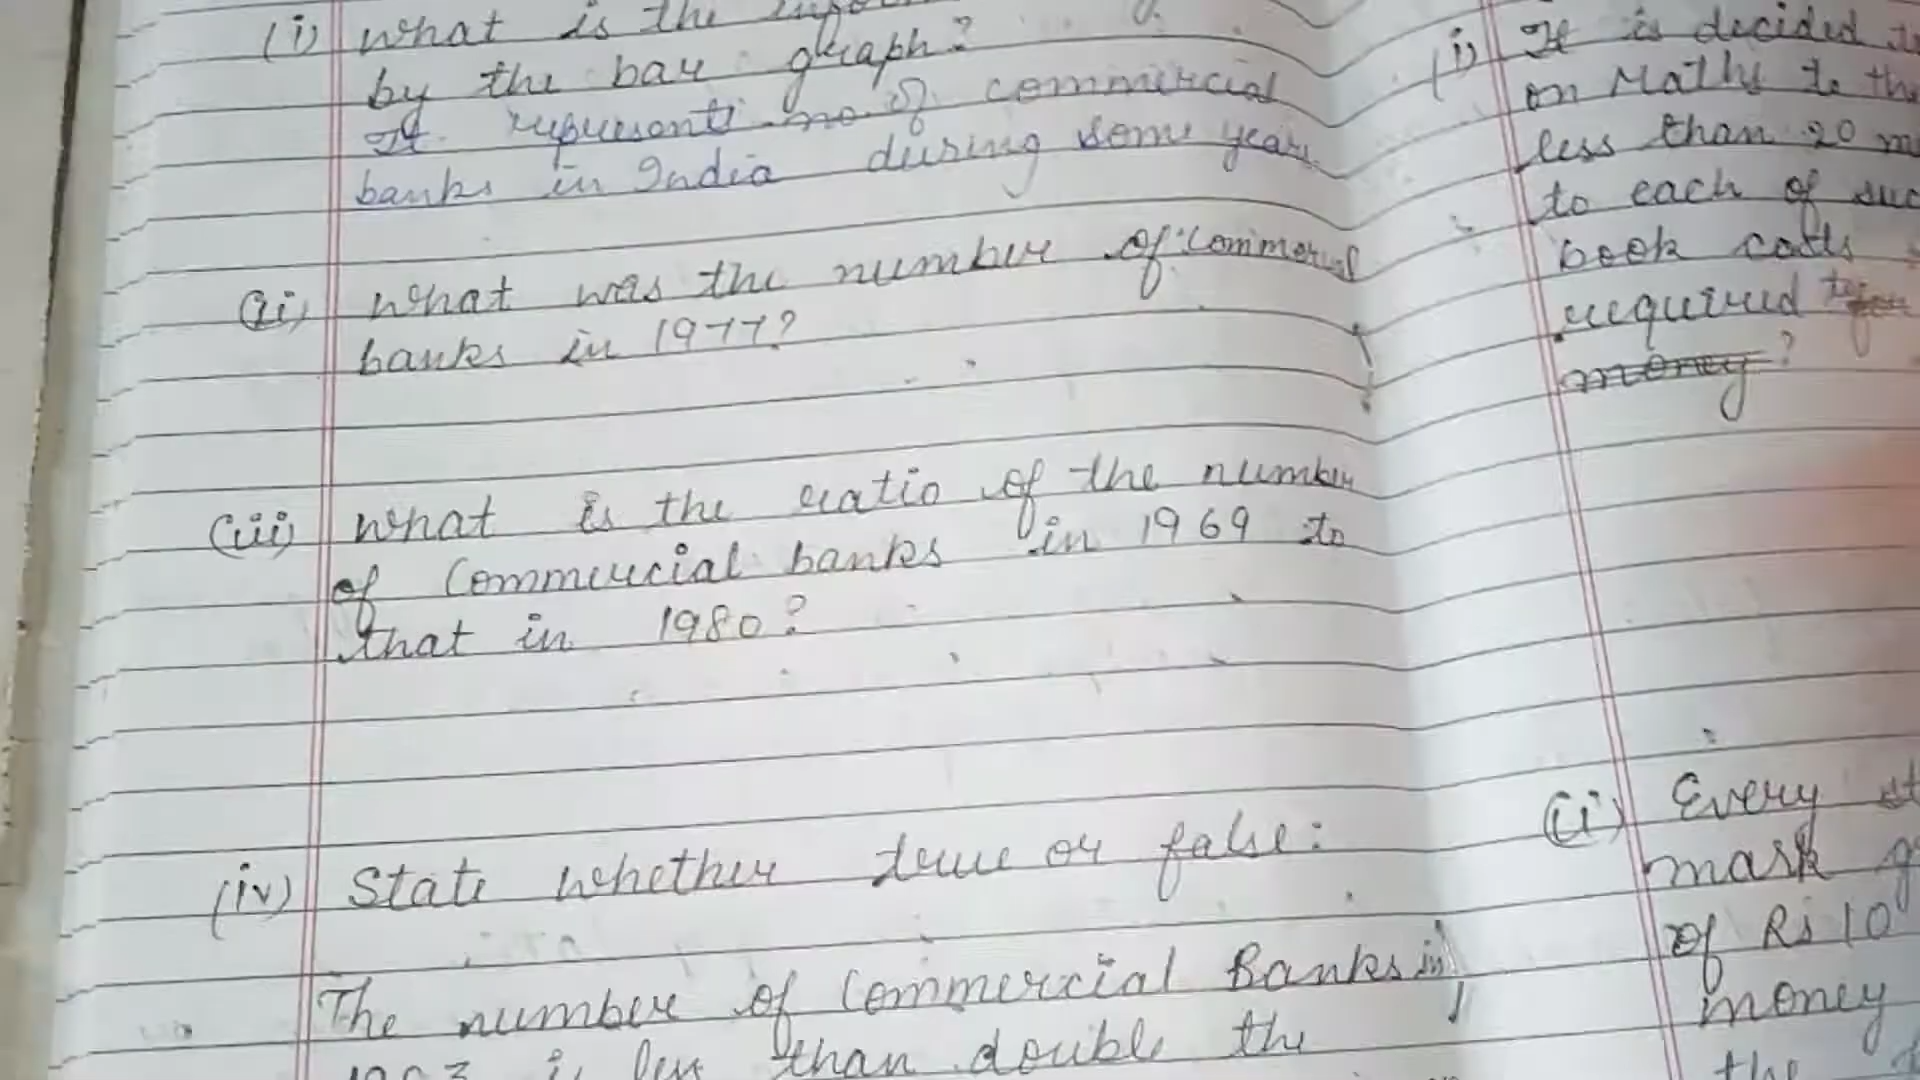 (i) What is the
by the bar graph?
It represents no of commercial
banks in India during some years
(ii) What was the number of Commercial
banks in 1977?
(iii) What is the ratio of the number
of Commercial banks in 1969 to
that in 1980?
(iv) State whether true or false:
The number of Commercial Banks in
is less than double the
(i) It is decided
on Maths to the
less than 20
to each of
book costs
required
money?
(ii) Every
mark
of Rs 10
money
the